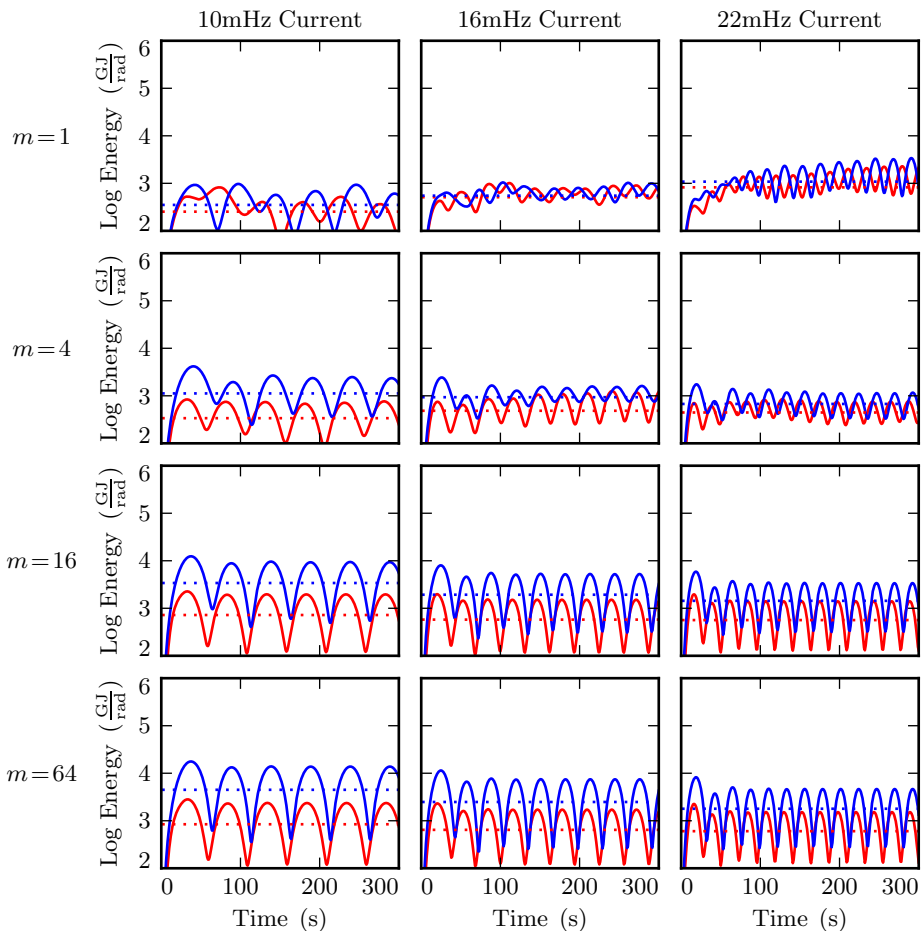 10mHz Current 16mHz Current 22mHz Current
m=1
Log Energy (GJ/rad)
6
5
4
3
2
m=4
Log Energy (GJ/rad)
6
5
4
3
2
m=16
Log Energy (GJ/rad)
6
5
4
3
2
m=64
Log Energy (GJ/rad)
6
5
4
3
2
0 100 200 300 0 100 200 300 0 100 200 300
Time (s) Time (s) Time (s)